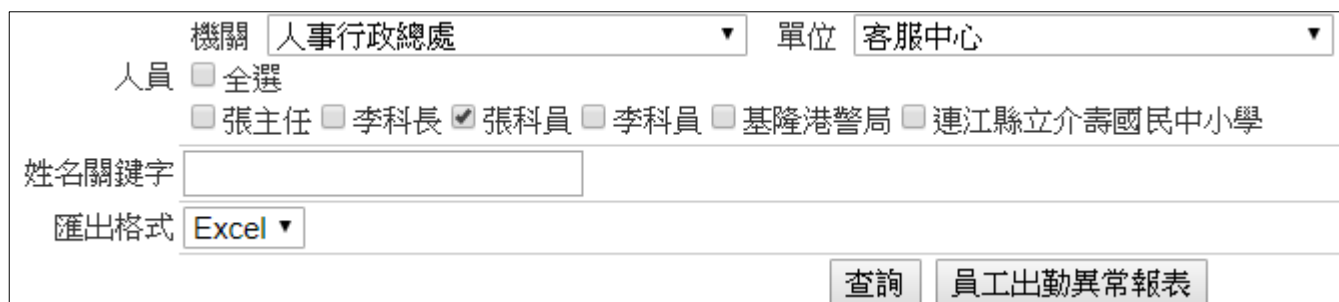 機關 人事行政總處 單位 客服中心
人員 全選
張主任 李科長 張科員 李科員 基隆港警局 連江縣立介壽國民中小學
姓名關鍵字
匯出格式 Excel
查詢 員工出勤異常報表